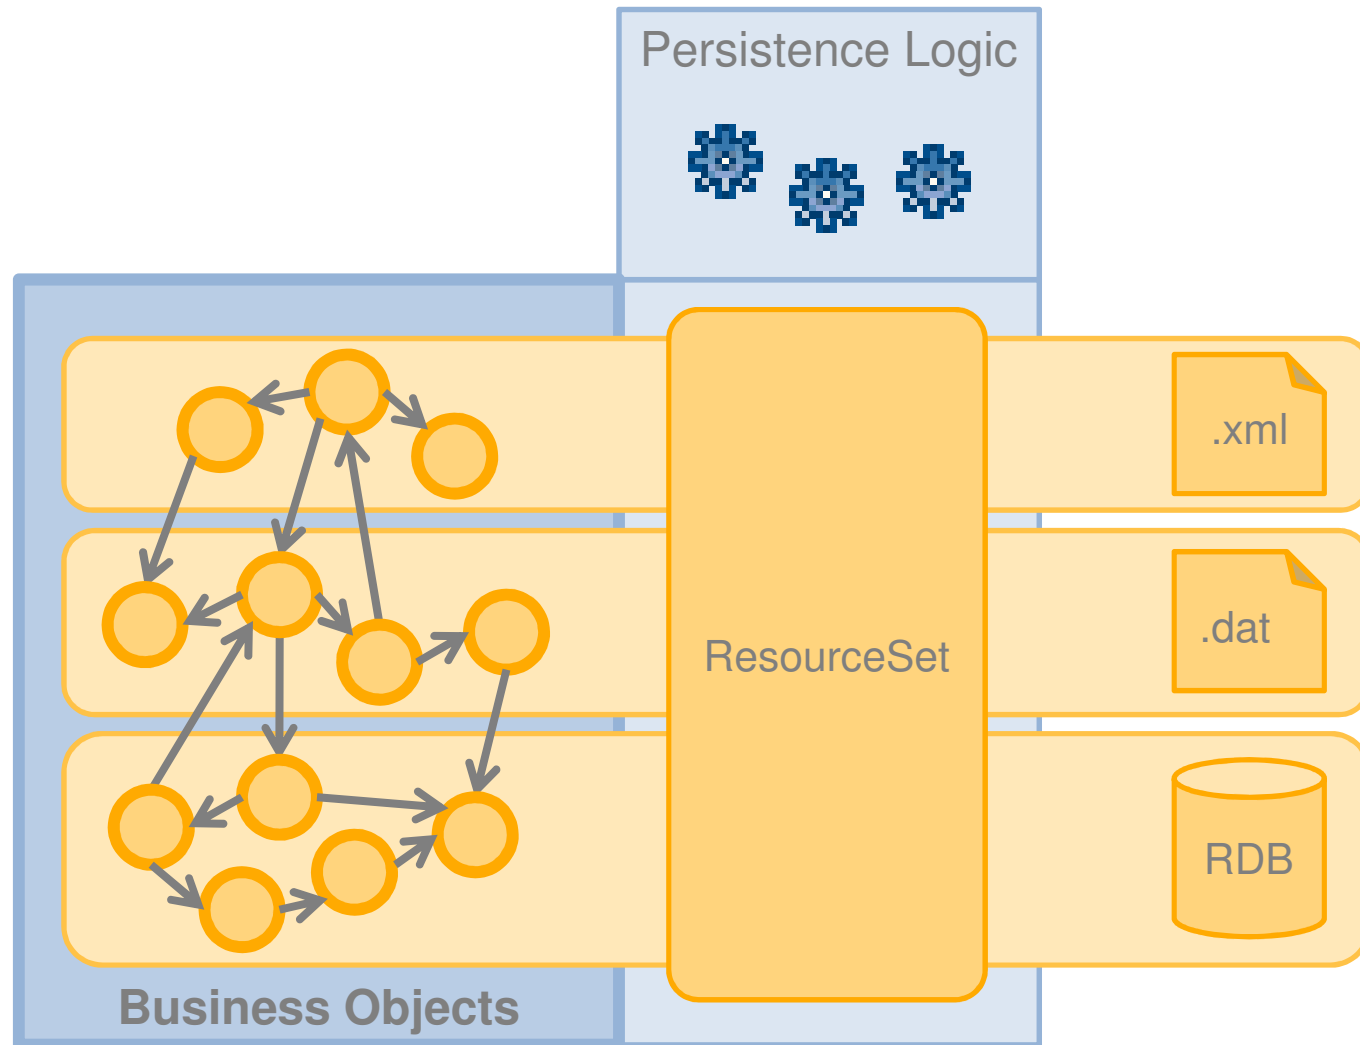 Persistence Logic
.xml
.dat
ResourceSet
RDB
Business Objects